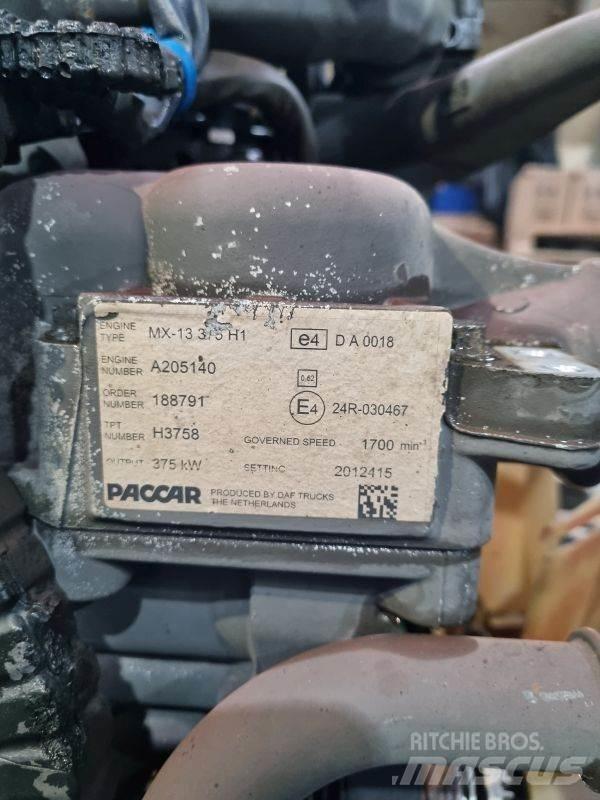 ENGINE TYPE MX-13 375 H1 e4 D A 0018
ENGINE NUMBER A205140
0.62
ORDER NUMBER 188791 E4 24R-030467
TPT NUMBER H3758 GOVERNED SPEED 1700 min⁻¹
OUTPUT 375 kW SETTING 2012415
PACCAR PRODUCED BY DAF TRUCKS
THE NETHERLANDS
RITCHIE BROS.
MASCUS